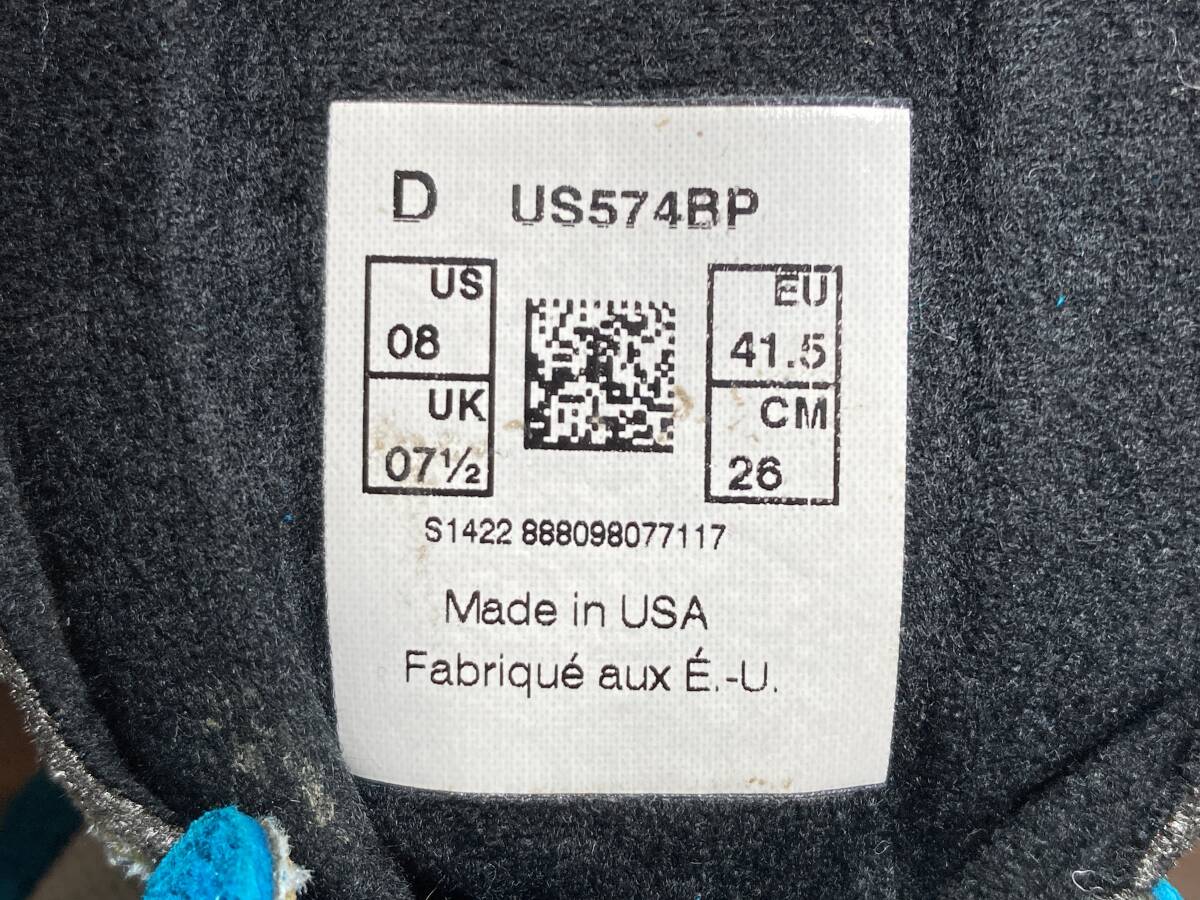 D US574BP
US
08
UK
07½
EU
41.5
CM
26
S1422 888098077117
Made in USA
Fabriqué aux É.-U.